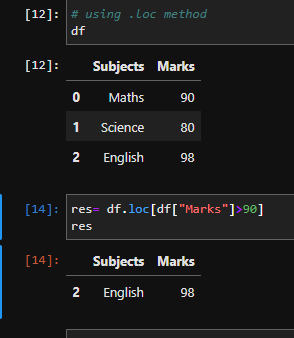 [12]: # using .loc method
df
[12]: Subjects Marks
0 Maths 90
1 Science 80
2 English 98
[14]: res= df.loc[df["Marks"]>90]
res
[14]: Subjects Marks
2 English 98